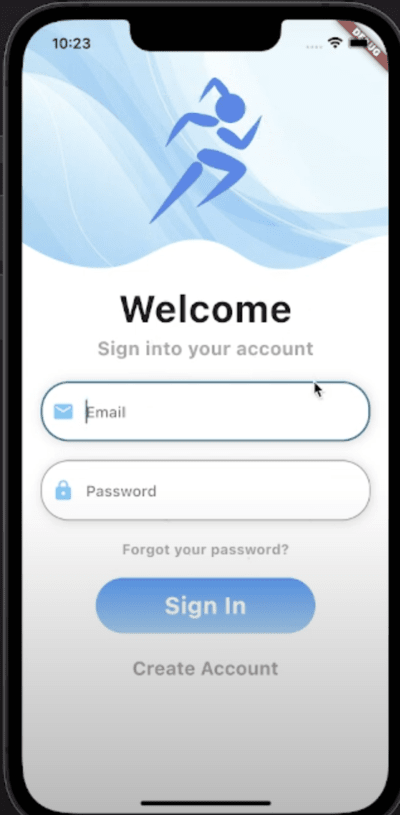 10:23
DEBUG
Welcome
Sign into your account
Email
Password
Forgot your password?
Sign In
Create Account